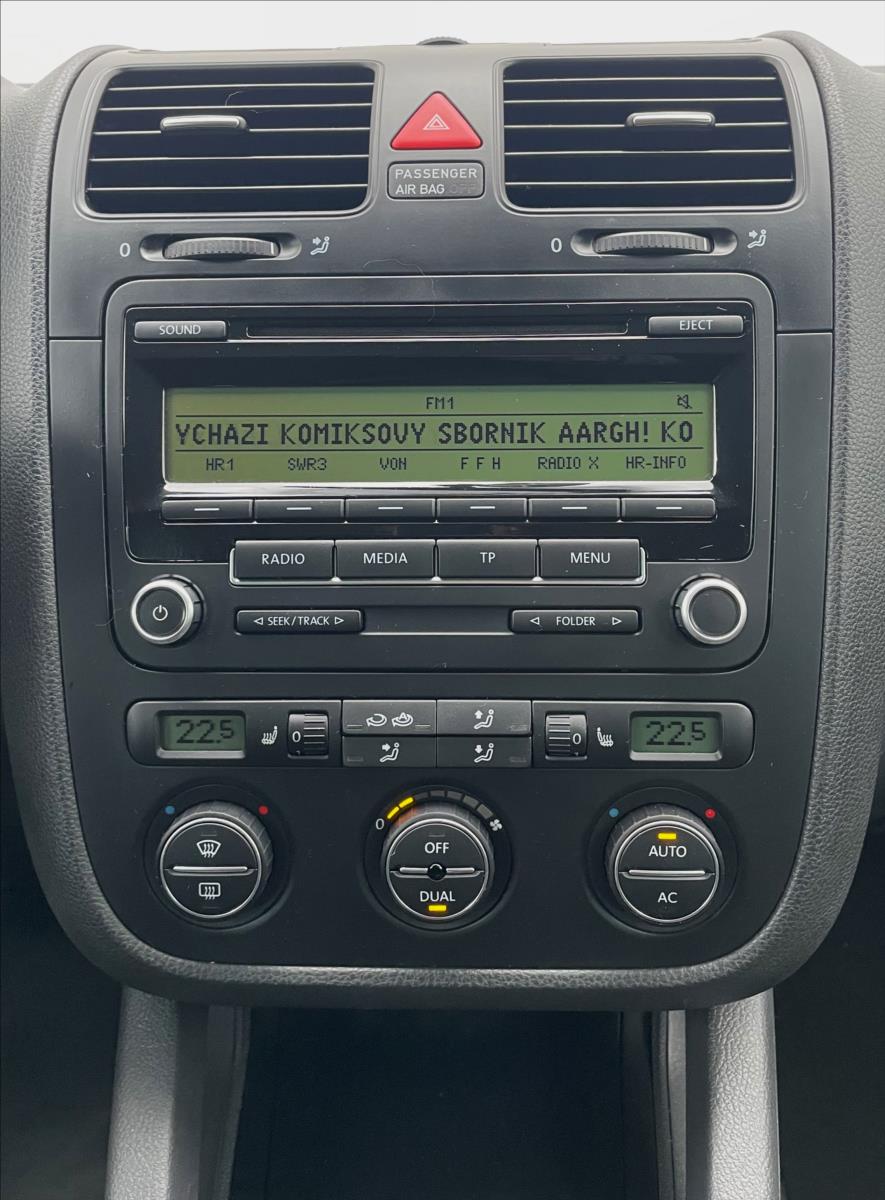 PASSENGER
AIR BAG OFF
0
0
SOUND
EJECT
FM1
YCHAZI KOMIKSOVY SBORNIK AARGH! KO
HR1 SWR3 VON F F H RADIO X HR-INFO
RADIO MEDIA TP MENU
SEEK/TRACK FOLDER
22.5 0 0 22.5
0
OFF AUTO
DUAL AC